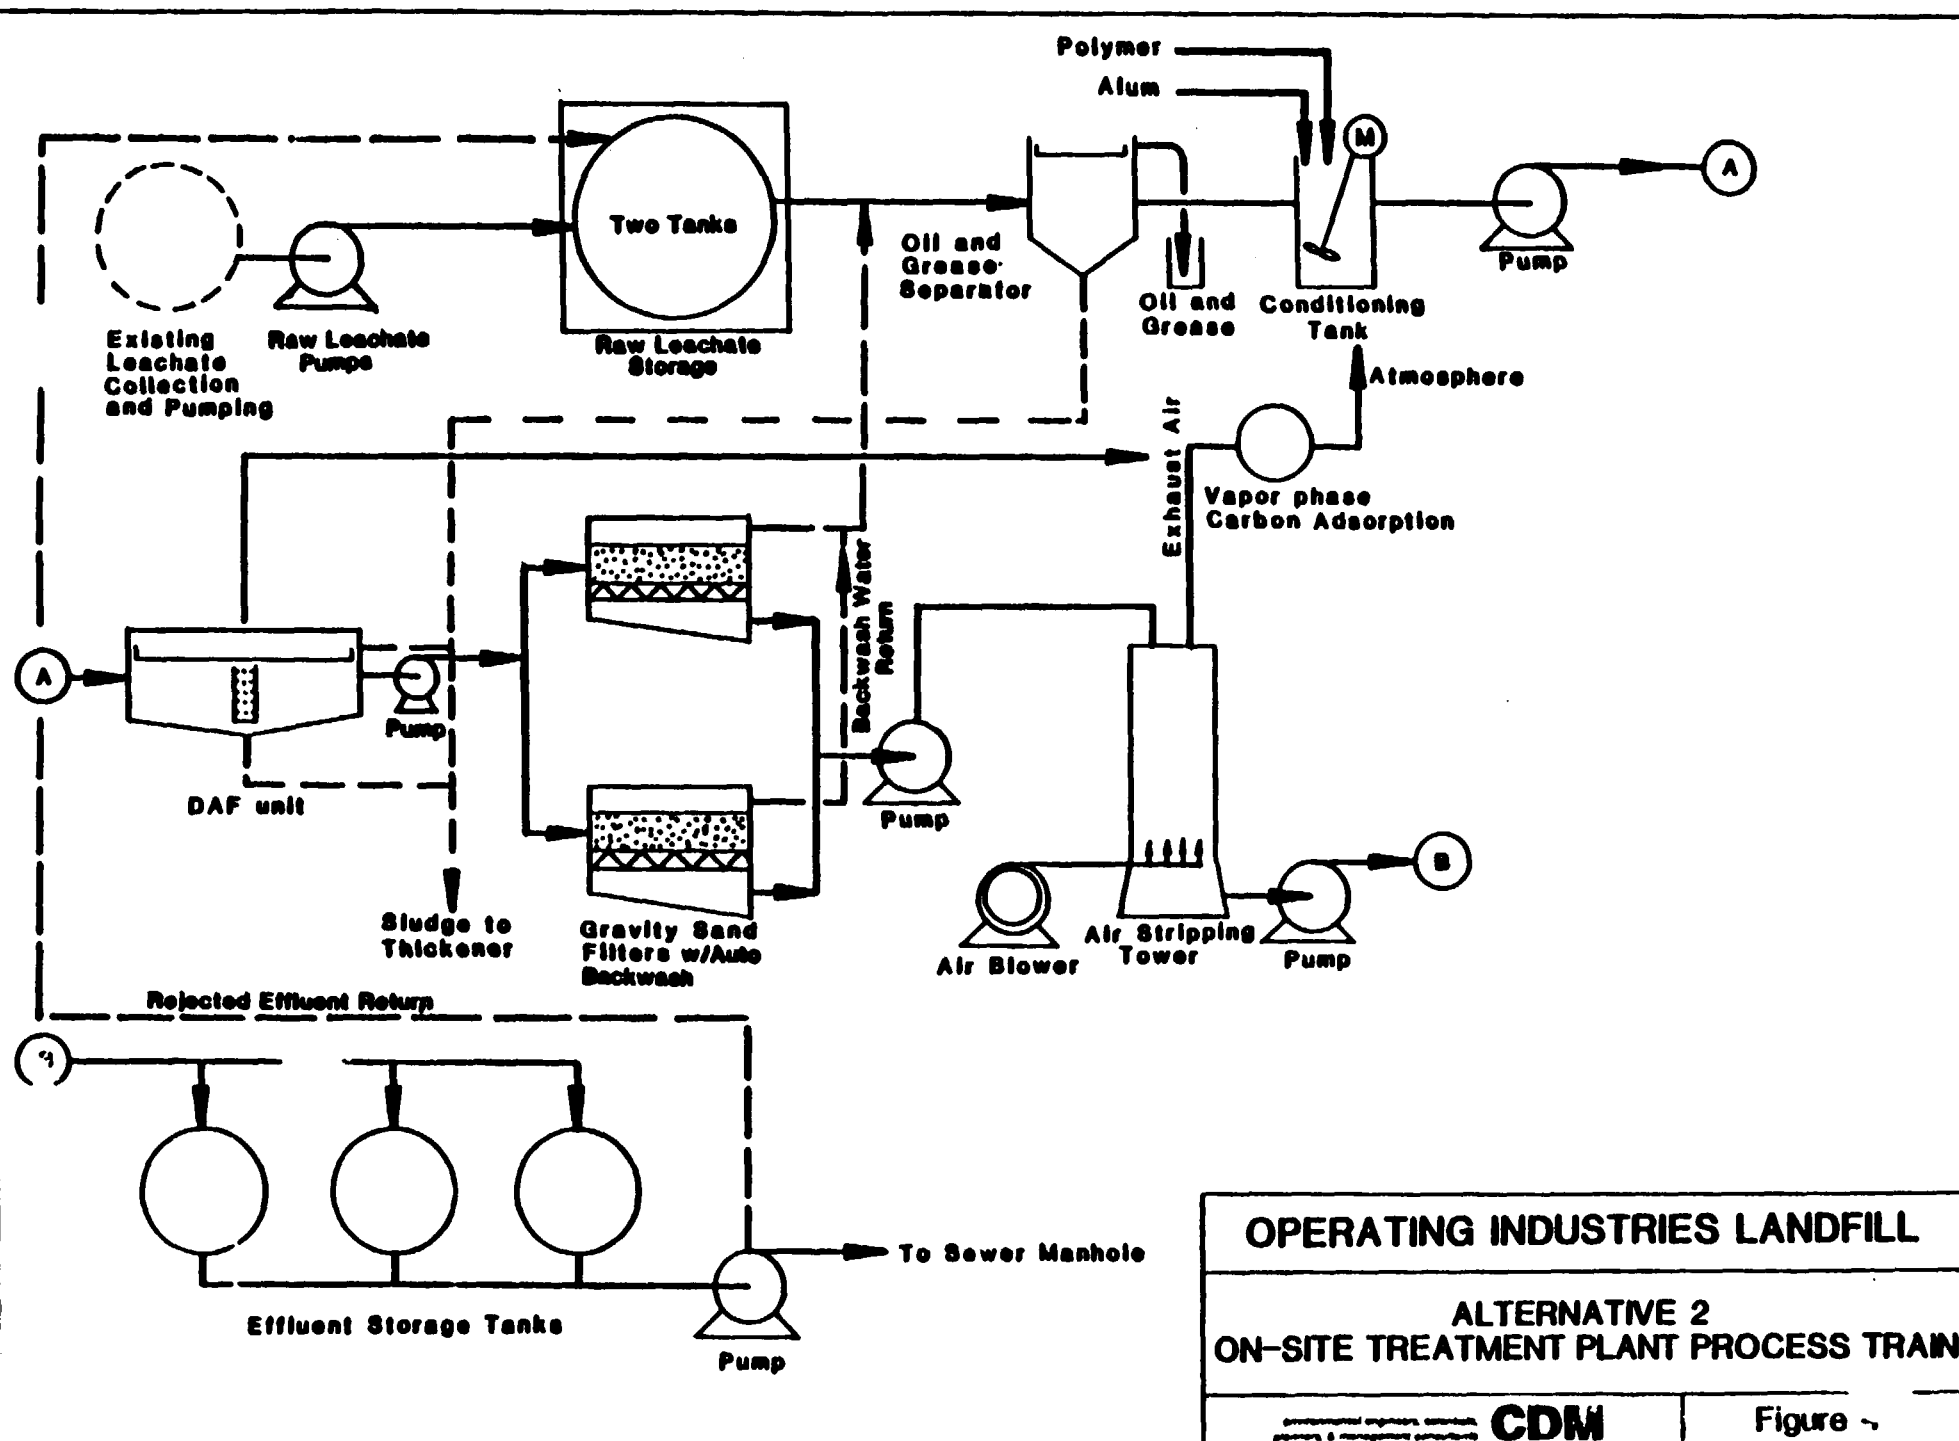 Polymer
Alum
M
A
Two Tanks
Oil and
Grease
Separator
Pump
Oil and
Grease
Conditioning
Tank
Existing
Leachate
Collection
and Pumping
Raw Leachate
Pumps
Raw Leachate
Storage
Atmosphere
Exhaust Air
Vapor phase
Carbon Adsorption
Backwash Water
Return
A
Pump
DAF unit
Pump
B
Sludge to
Thickener
Gravity Sand
Filters w/Auto
Backwash
Air Blower
Air Stripping
Tower
Pump
Rejected Effluent Return
To Sewer Manhole
Effluent Storage Tanks
Pump
OPERATING INDUSTRIES LANDFILL
ALTERNATIVE 2
ON-SITE TREATMENT PLANT PROCESS TRAIN
CDM
Figure